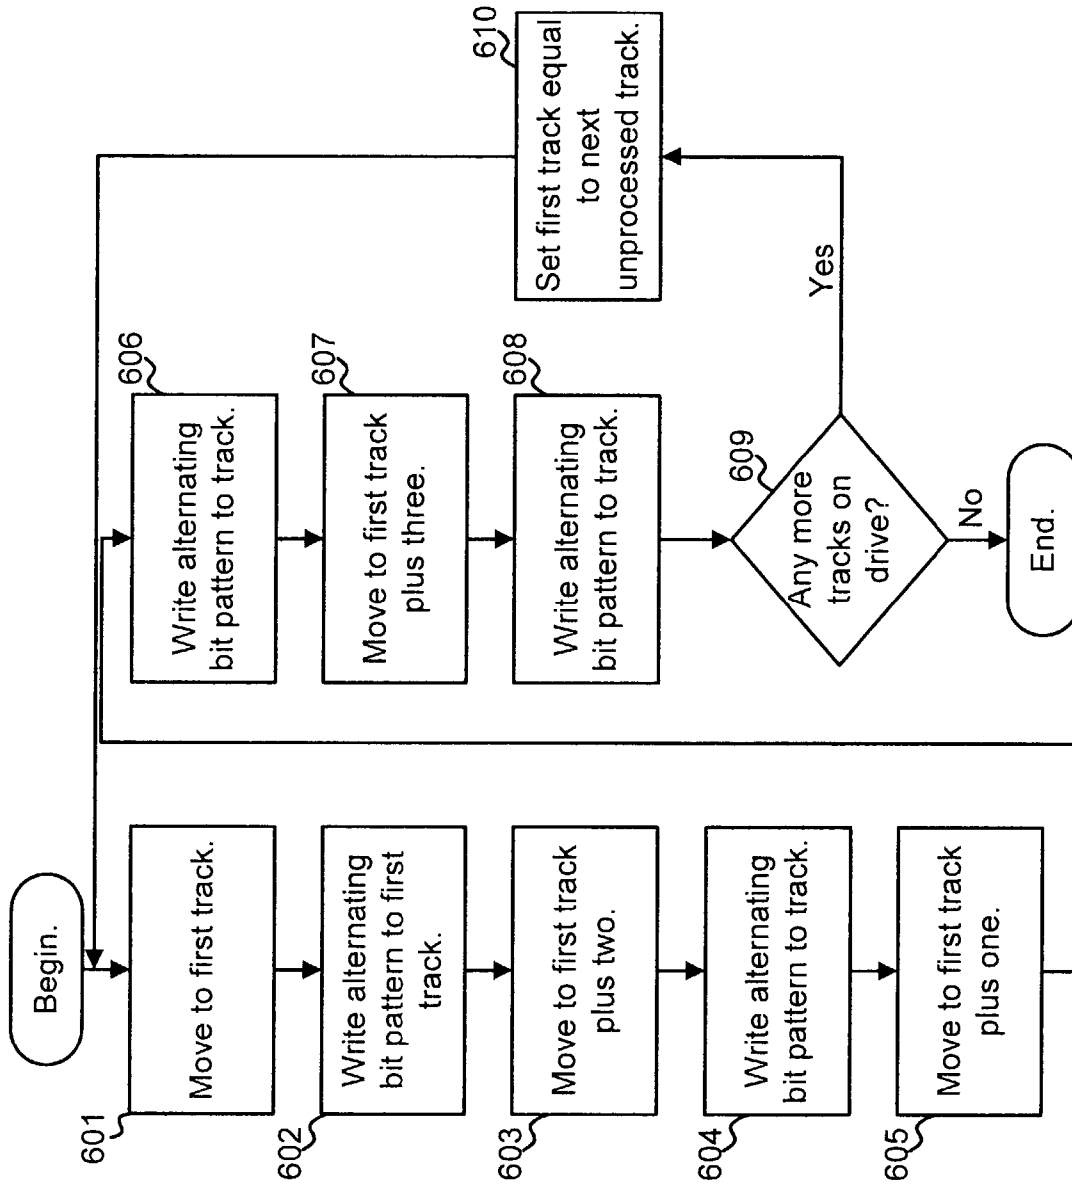 Begin.
601
Move to first track.
602
Write alternating
bit pattern to first
track.
603
Move to first track
plus two.
604
Write alternating
bit pattern to track.
605
Move to first track
plus one.
606
Write alternating
bit pattern to track.
607
Move to first track
plus three.
608
Write alternating
bit pattern to track.
609
Any more
tracks on
drive?
Yes
No
End.
610
Set first track equal
to next
unprocessed track.